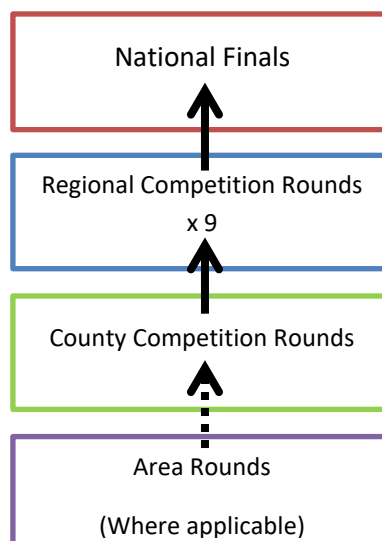 National Finals
Regional Competition Rounds
x 9
County Competition Rounds
Area Rounds
(Where applicable)